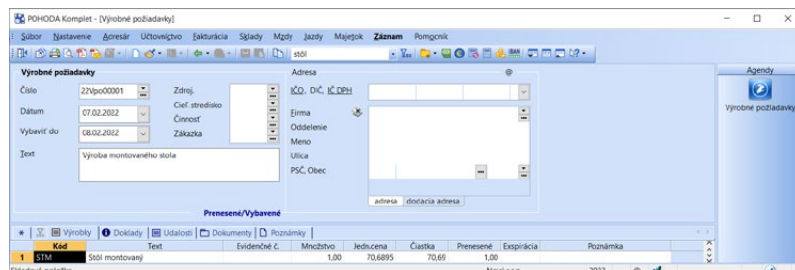 POHODA Komplet - [Výrobné požiadavky]
Súbor Nastavenie Adresár Účtovníctvo Fakturácia Sklady Mzdy Jazdy Majetok Záznam Pomocník
stôl
Výrobné požiadavky Adresa @ Agendy
Číslo 22Vpo00001 Zdroj. IČO, DIČ, IČ DPH
Cieľ. stredisko
Dátum 07.02.2022 Činnosť Firma Výrobné požiadavky
Oddelenie
Vybaviť do 08.02.2022 Zákazka Meno
Text Výroba montovaného stola Ulica
PSČ, Obec
adresa dodacia adresa
Prenesené/Vybavené
* Výrobky Doklady Udalosti Dokumenty Poznámky
Kód Text Evidenčné č. Množstvo Jedn.cena Čiastka Prenesené Exspirácia Poznámka
1 STM Stôl montovaný 1,00 70,6895 70,69 1,00
2022 @